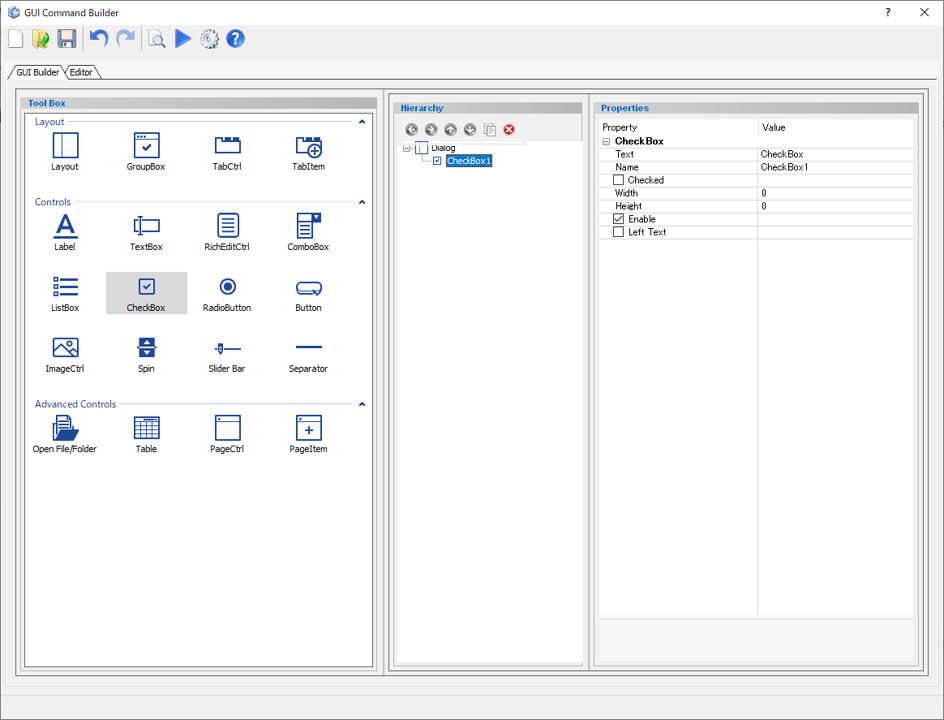 GUI Command Builder
?
GUI Builder Editor
Tool Box
Layout
Layout GroupBox TabCtrl TabItem
Controls
Label TextBox RichEditCtrl ComboBox
ListBox CheckBox RadioButton Button
ImageCtrl Spin Slider Bar Separator
Advanced Controls
Open File/Folder Table PageCtrl PageItem
Hierarchy
Dialog
CheckBox1
Properties
Property Value
CheckBox
Text CheckBox
Name CheckBox1
Checked
Width 0
Height 0
Enable
Left Text